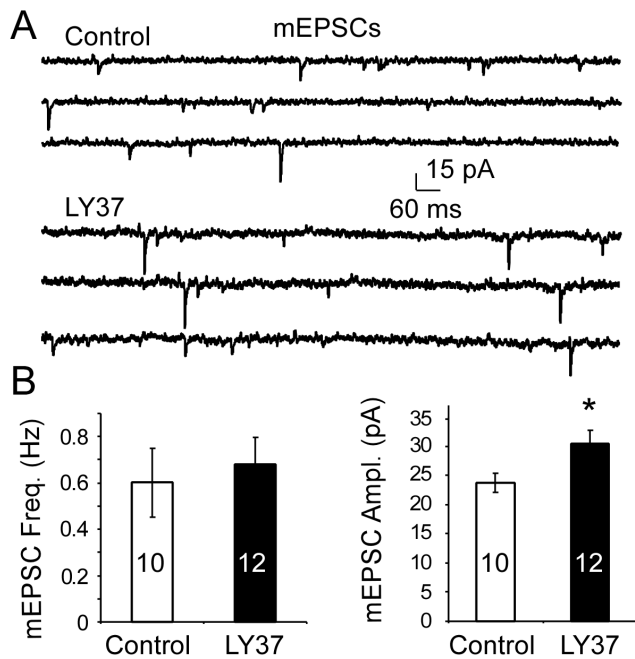 A
Control
mEPSCs
15 pA
60 ms
LY37
B
mEPSC Freq. (Hz)
0.8
0.6
0.4
0.2
0
10
12
Control
LY37
mEPSC Ampl. (pA)
35
30
25
20
15
10
5
0
*
10
12
Control
LY37